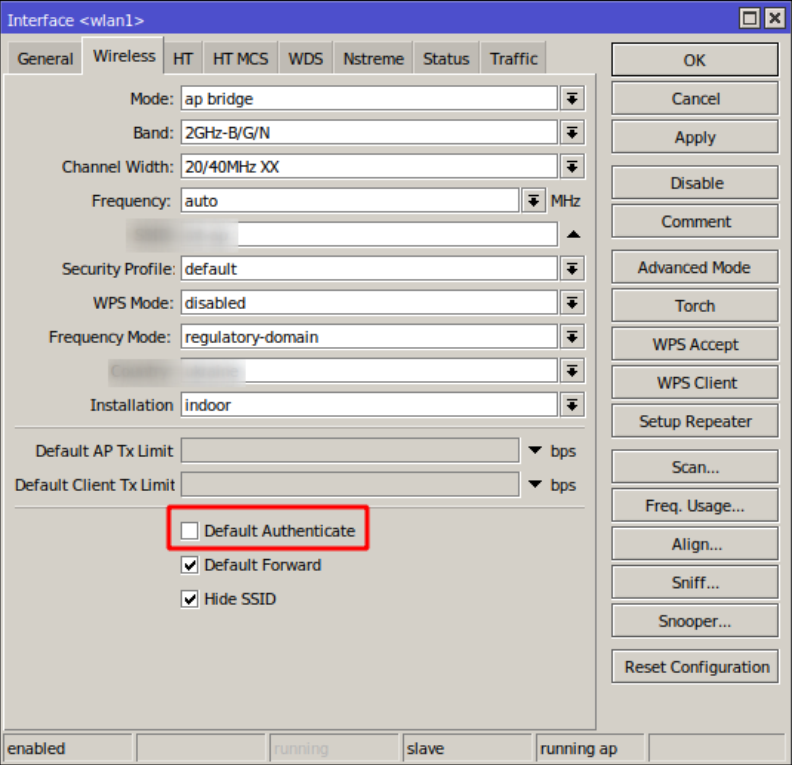 Interface <wlan1>
General Wireless HT HT MCS WDS Nstreme Status Traffic
Mode: ap bridge
Band: 2GHz-B/G/N
Channel Width: 20/40MHz XX
Frequency: auto MHz
Security Profile: default
WPS Mode: disabled
Frequency Mode: regulatory-domain
Installation indoor
Default AP Tx Limit bps
Default Client Tx Limit bps
Default Authenticate
Default Forward
Hide SSID
OK
Cancel
Apply
Disable
Comment
Advanced Mode
Torch
WPS Accept
WPS Client
Setup Repeater
Scan...
Freq. Usage...
Align...
Sniff...
Snooper...
Reset Configuration
enabled running slave running ap